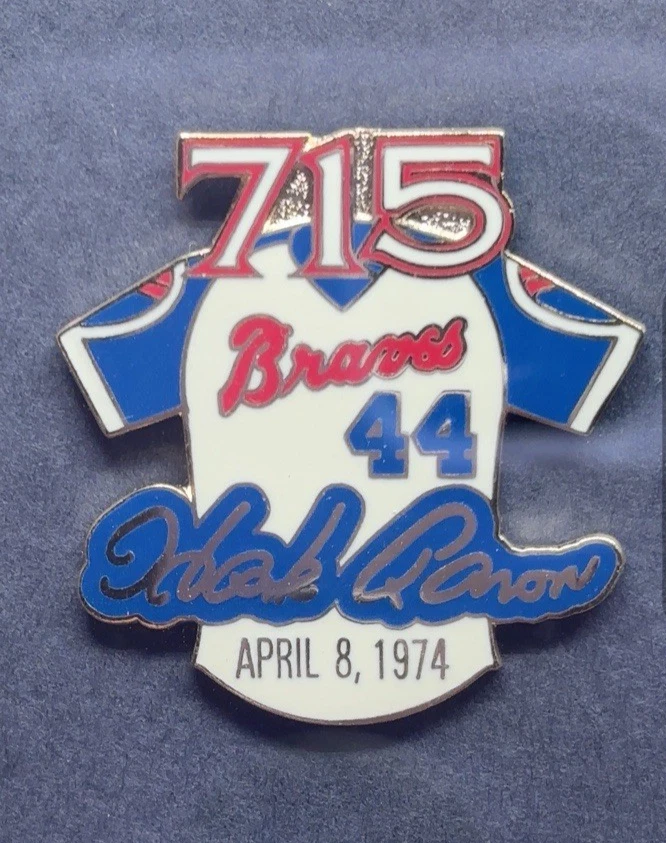 715
Braves
44
Hank Aaron
APRIL 8, 1974